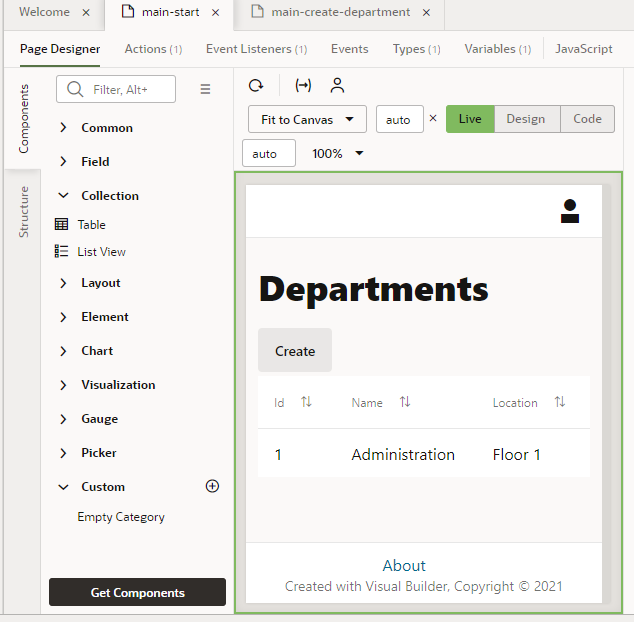 Welcome × main-start × main-create-department ×
Page Designer Actions (1) Event Listeners (1) Events Types (1) Variables (1) JavaScript
Components
Structure
Filter, Alt+
Common
Field
Collection
Table
List View
Layout
Element
Chart
Visualization
Gauge
Picker
Custom
Empty Category
Get Components
Fit to Canvas auto × Live Design Code
auto 100%
Departments
Create
Id Name Location
1 Administration Floor 1
About
Created with Visual Builder, Copyright © 2021